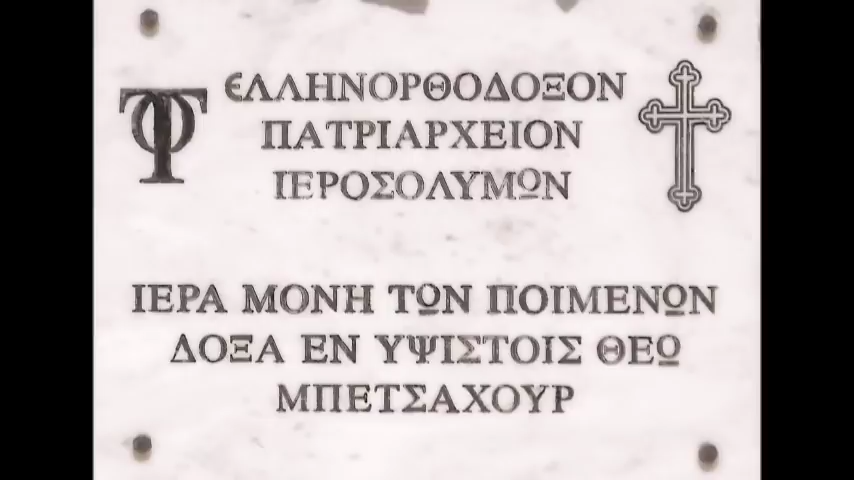 ΕΛΛΗΝΟΡΘΟΔΟΞΟΝ
ΠΑΤΡΙΑΡΧΕΙΟΝ
ΙΕΡΟΣΟΛΥΜΩΝ
ΙΕΡΑ ΜΟΝΗ ΤΩΝ ΠΟΙΜΕΝΩΝ
ΔΟΞΑ ΕΝ ΥΨΙΣΤΟΙΣ ΘΕΩ
ΜΠΕΤΣΑΧΟΥΡ